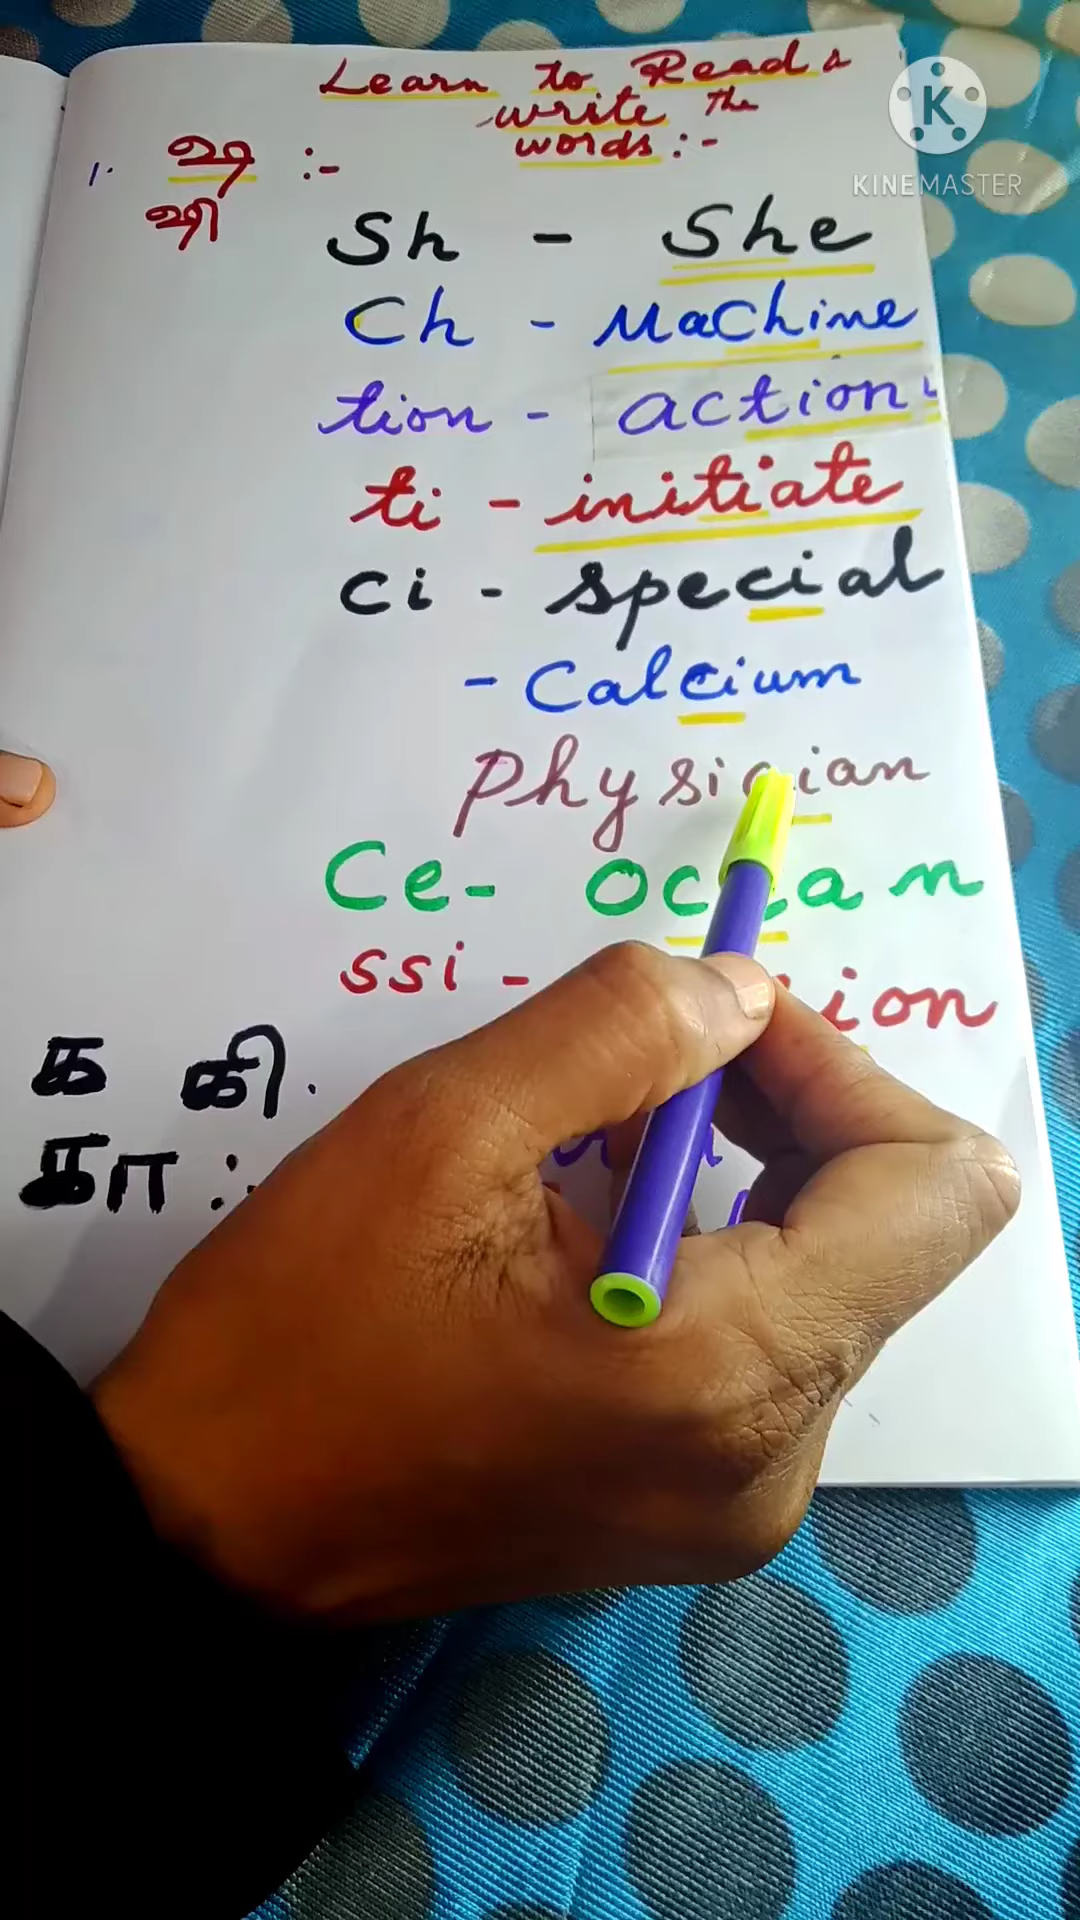 Learn to Read &
write The
words :-
1. ஷ :-
ஷி
Sh - She
Ch - Machine
tion - action
ti - initiate
Ci - special
- Calcium
Physician
Ce - Ocean
ssi -
க கி.
கா :-
KINEMASTER